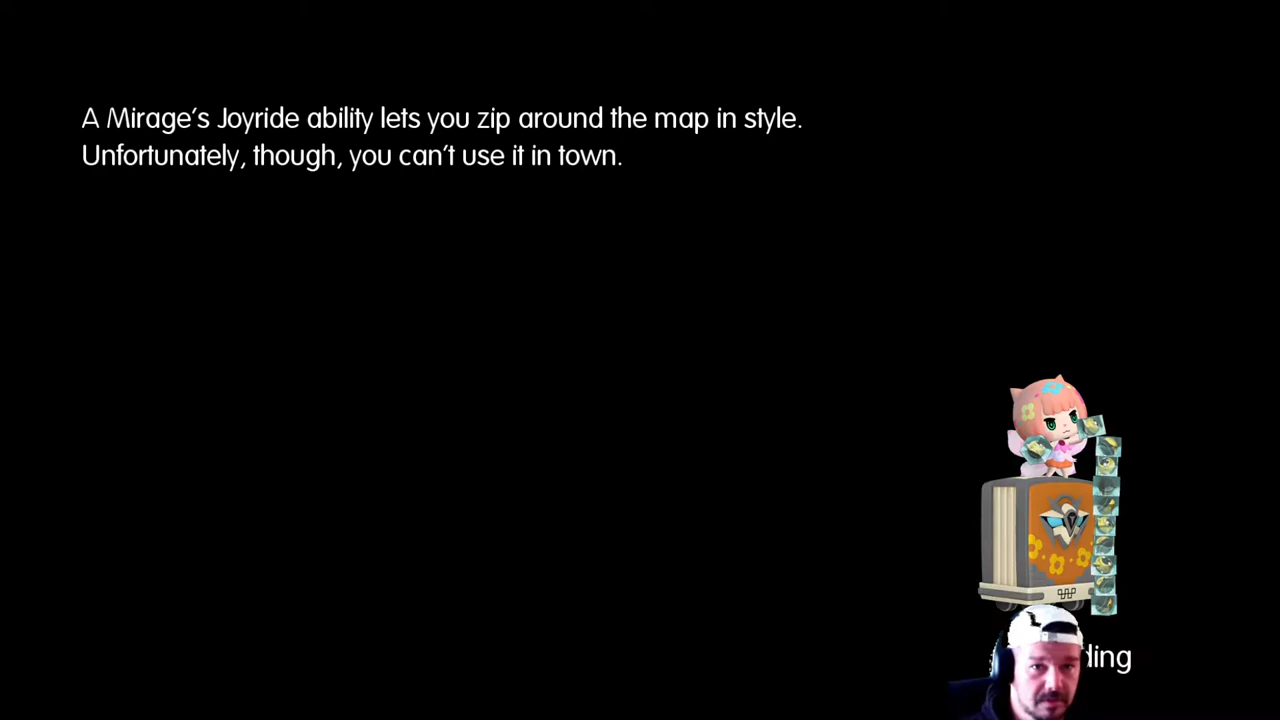 A Mirage's Joyride ability lets you zip around the map in style.
Unfortunately, though, you can't use it in town.
ding